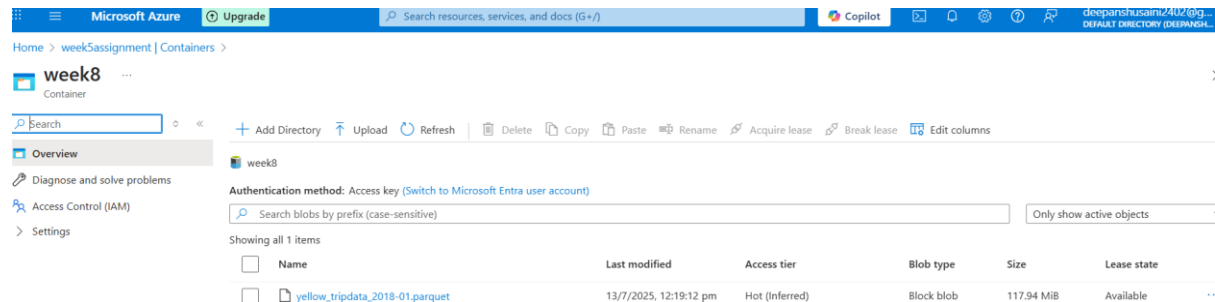 Microsoft Azure Upgrade Search resources, services, and docs (G+/) Copilot deepanshusaini2402@g...
DEFAULT DIRECTORY (DEEPANSH...
Home > week5assignment | Containers >
week8 ...
Container
Search
Add Directory Upload Refresh Delete Copy Paste Rename Acquire lease Break lease Edit columns
Overview
Diagnose and solve problems
Access Control (IAM)
Settings
week8
Authentication method: Access key (Switch to Microsoft Entra user account)
Search blobs by prefix (case-sensitive) Only show active objects
Showing all 1 items
Name Last modified Access tier Blob type Size Lease state
yellow_tripdata_2018-01.parquet 13/7/2025, 12:19:12 pm Hot (Inferred) Block blob 117.94 MiB Available